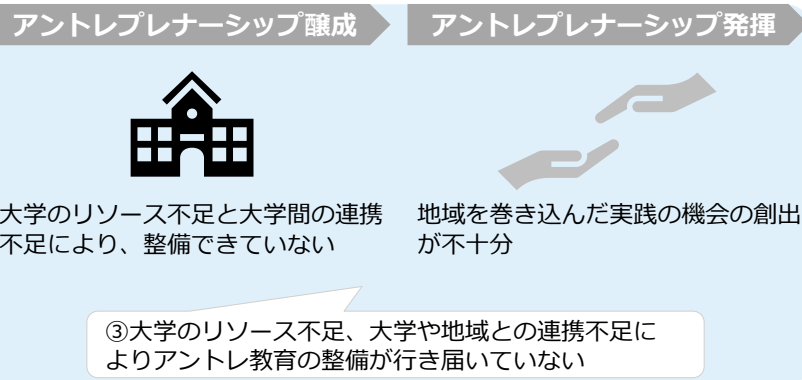 アントレプレナーシップ醸成
アントレプレナーシップ発揮
大学のリソース不足と大学間の連携
不足により、整備できていない
地域を巻き込んだ実践の機会の創出
が不十分
③大学のリソース不足、大学や地域との連携不足に
よりアントレ教育の整備が行き届いていない